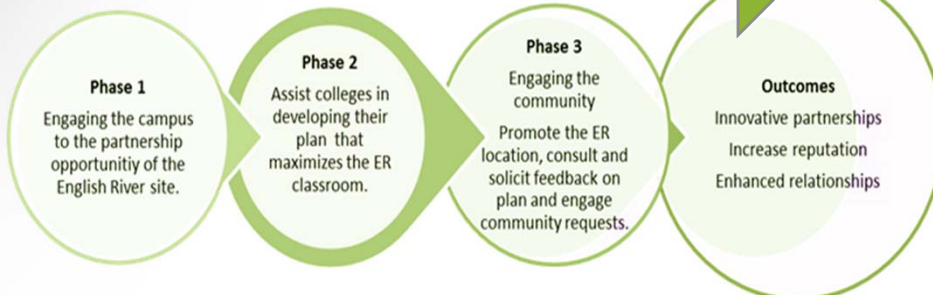 Phase 1
Engaging the campus
to the partnership
opportunitiy of the
English River site.
Phase 2
Assist colleges in
developing their
plan that
maximizes the ER
classroom.
Phase 3
Engaging the
community
Promote the ER
location, consult and
solicit feedback on
plan and engage
community requests.
Outcomes
Innovative partnerships
Increase reputation
Enhanced relationships